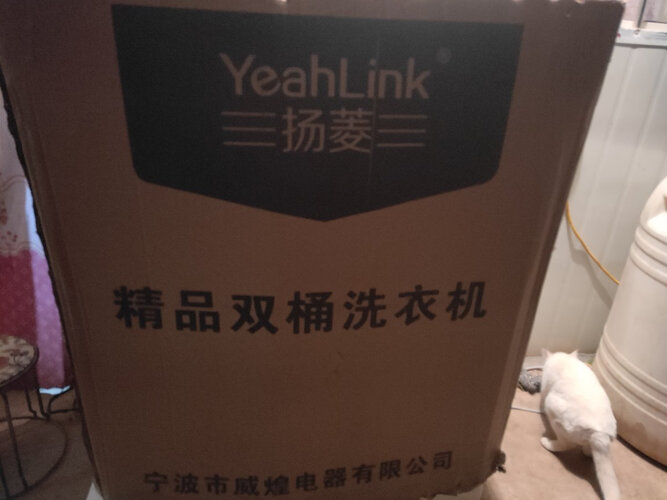 YeahLink®
扬菱
精品双桶洗衣机
宁波市威煌电器有限公司